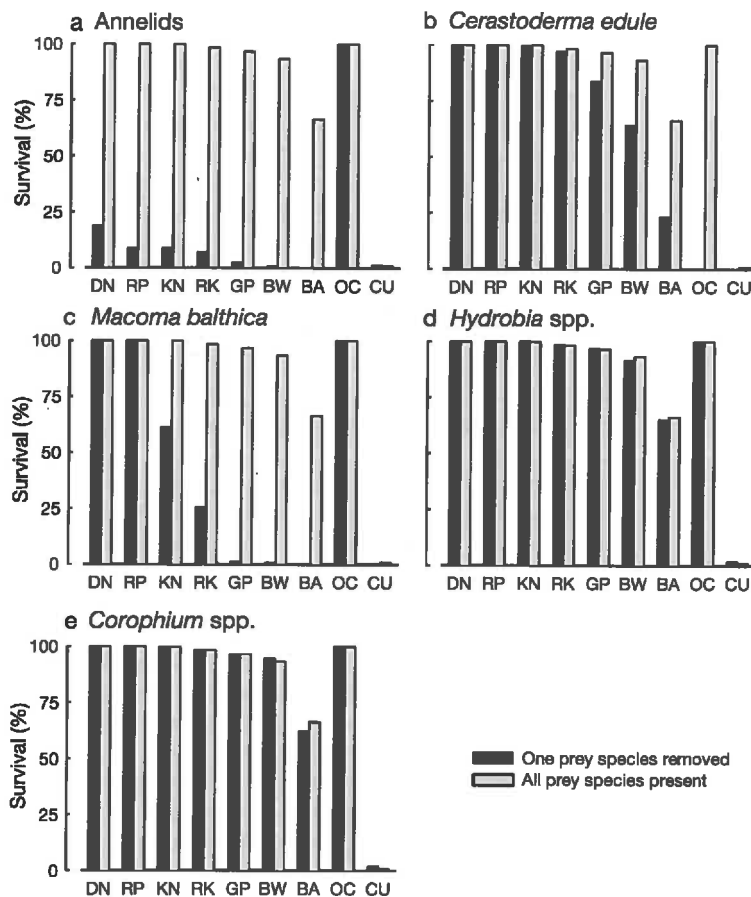 a Annelids
100
75
50
25
0
Survival (%)
DN RP KN RK GP BW BA OC CU
b Cerastoderma edule
DN RP KN RK GP BW BA OC CU
c Macoma balthica
100
75
50
25
0
Survival (%)
DN RP KN RK GP BW BA OC CU
d Hydrobia spp.
DN RP KN RK GP BW BA OC CU
e Corophium spp.
100
75
50
25
0
Survival (%)
DN RP KN RK GP BW BA OC CU
One prey species removed
All prey species present